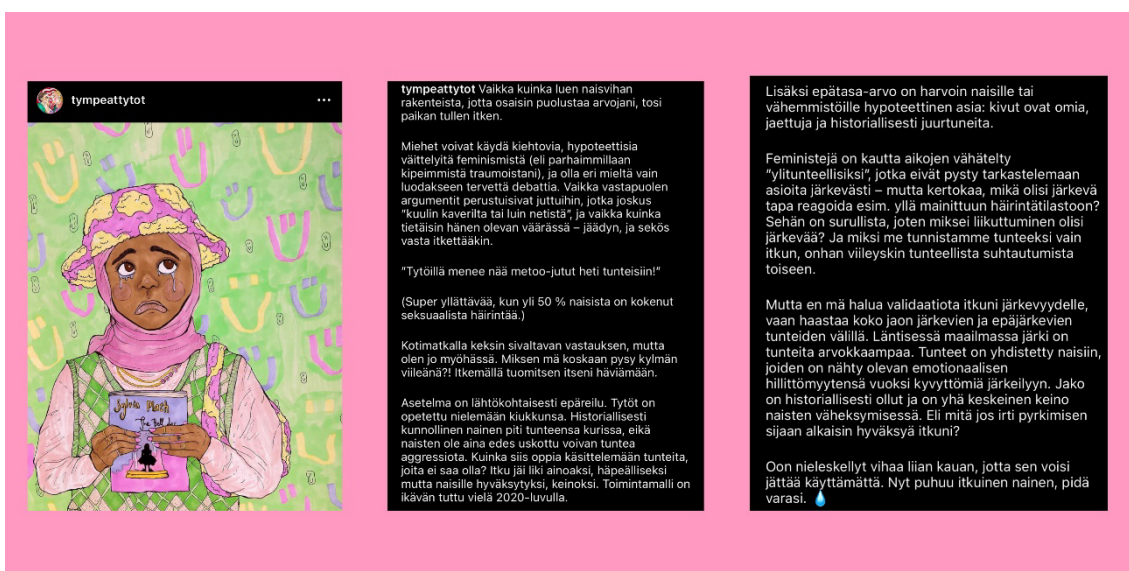 tympeattytot
Sylvia Plath
The Bell Jar
tympeattytot Vaikka kuinka luen naisvihan
rakenteista, jotta osaisin puolustaa arvojani, tosi
paikan tullen itken.
Miehet voivat käydä kiehtovia, hypoteettisia
väittelyitä feminismistä (eli parhaimmillaan
kipeimmistä traumoistani), ja olla eri mieltä vain
luodakseen tervettä debattia. Vaikka vastapuolen
argumentit perustuisivat juttuihin, jotka joskus
"kuulin kaverilta tai luin netistä", ja vaikka kuinka
tietäisin hänen olevan väärässä – jäädyn, ja sekös
vasta itkettääkin.
"Tytöillä menee nää metoo-jutut heti tunteisiin!"
(Super yllättävää, kun yli 50 % naisista on kokenut
seksuaalista häirintää.)
Kotimatkalla keksin sivaltavan vastauksen, mutta
olen jo myöhässä. Miksen mä koskaan pysy kylmän
viileänä?! Itkemällä tuomitsen itseni häviämään.
Asetelma on lähtökohtaisesti epäreilu. Tytöt on
opetettu nielemään kiukkunsa. Historiallisesti
kunnollinen nainen piti tunteensa kurissa, eikä
naisten ole aina edes uskottu voivan tuntea
aggressiota. Kuinka siis oppia käsittelemään tunteita,
joita ei saa olla? Itku jäi liki ainoaksi, häpeälliseksi
mutta naisille hyväksytyksi, keinoksi. Toimintamalli on
ikävän tuttu vielä 2020-luvulla.
Lisäksi epätasa-arvo on harvoin naisille tai
vähemmistöille hypoteettinen asia: kivut ovat omia,
jaettuja ja historiallisesti juurtuneita.
Feministejä on kautta aikojen vähätelty
"ylitunteellisiksi", jotka eivät pysty tarkastelemaan
asioita järkevästi – mutta kertokaa, mikä olisi järkevä
tapa reagoida esim. yllä mainittuun häirintätilastoon?
Sehän on surullista, joten miksei liikuttuminen olisi
järkevää? Ja miksi me tunnistamme tunteeksi vain
itkun, onhan viileyskin tunteellista suhtautumista
toiseen.
Mutta en mä halua validaatiota itkuni järkevyydelle,
vaan haastaa koko jaon järkevien ja epäjärkevien
tunteiden välillä. Läntisessä maailmassa järki on
tunteita arvokkaampaa. Tunteet on yhdistetty naisiin,
joiden on nähty olevan emotionaalisen
hillittömyytensä vuoksi kyvyttömiä järkeilyyn. Jako
on historiallisesti ollut ja on yhä keskeinen keino
naisten väheksymisessä. Eli mitä jos irti pyrkimisen
sijaan alkaisin hyväksyä itkuni?
Oon nieleskellyt vihaa liian kauan, jotta sen voisi
jättää käyttämättä. Nyt puhuu itkuinen nainen, pidä
varasi. 💧